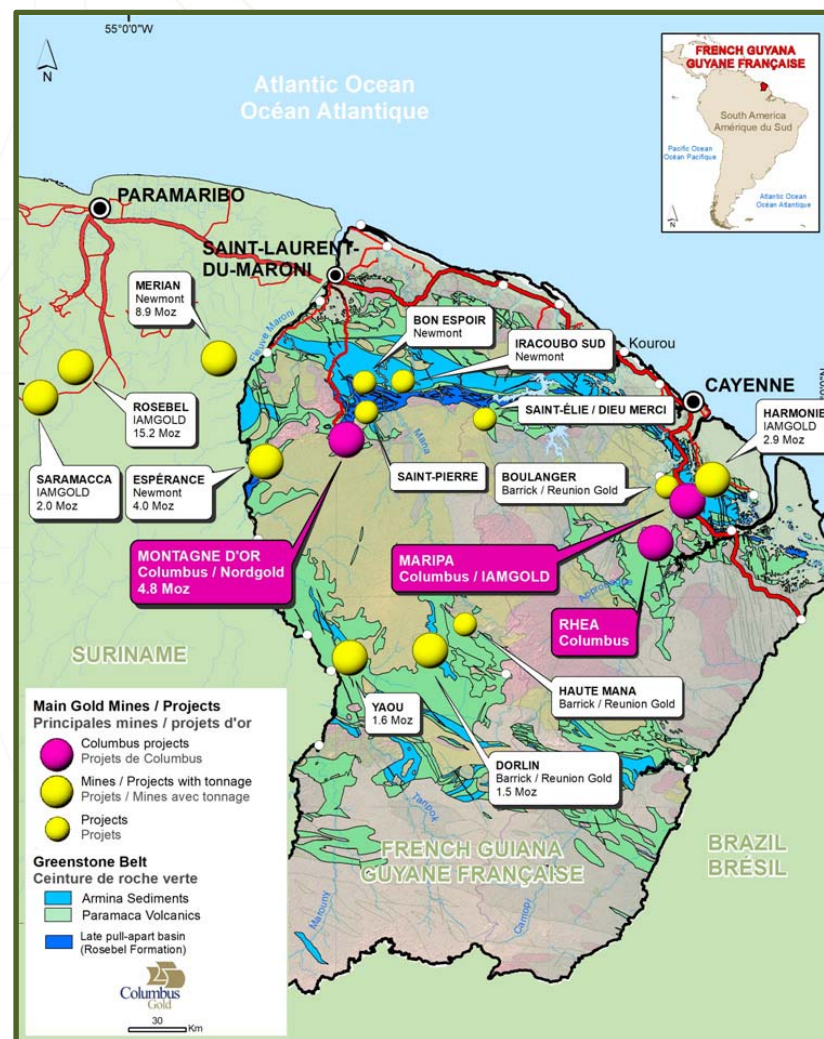 55°0'0"W
N
Atlantic Ocean
Océan Atlantique
FRENCH GUYANA
GUYANE FRANÇAISE
South America
Amérique du Sud
Pacific Ocean
Océan Pacifique
Atlantic Ocean
Océan Atlantique
N
PARAMARIBO
SAINT-LAURENT-
DU-MARONI
MERIAN
Newmont
8.9 Moz
Fleuve Maroni
BON ESPOIR
Newmont
IRACOUBO SUD
Newmont
Kourou
CAYENNE
ROSEBEL
IAMGOLD
15.2 Moz
Mana
SAINT-ÉLIE / DIEU MERCI
HARMONIE
IAMGOLD
2.9 Moz
SARAMACCA
IAMGOLD
2.0 Moz
ESPÉRANCE
Newmont
4.0 Moz
SAINT-PIERRE
BOULANGER
Barrick / Reunion Gold
MONTAGNE D'OR
Columbus / Nordgold
4.8 Moz
MARIPA
Columbus / IAMGOLD
Approuague
RHEA
Columbus
SURINAME
HAUTE MANA
Barrick / Reunion Gold
YAOU
1.6 Moz
DORLIN
Barrick / Reunion Gold
1.5 Moz
Tampok
FRENCH GUIANA
GUYANE FRANÇAISE
BRAZIL
BRÉSIL
Marouny
Camopi
Main Gold Mines / Projects
Principales mines / projets d'or
Columbus projects
Projets de Columbus
Mines / Projects with tonnage
Projets / Mines avec tonnage
Projects
Projets
Greenstone Belt
Ceinture de roche verte
Armina Sediments
Paramaca Volcanics
Late pull-apart basin
(Rosebel Formation)
25
Columbus
Gold
30
Km